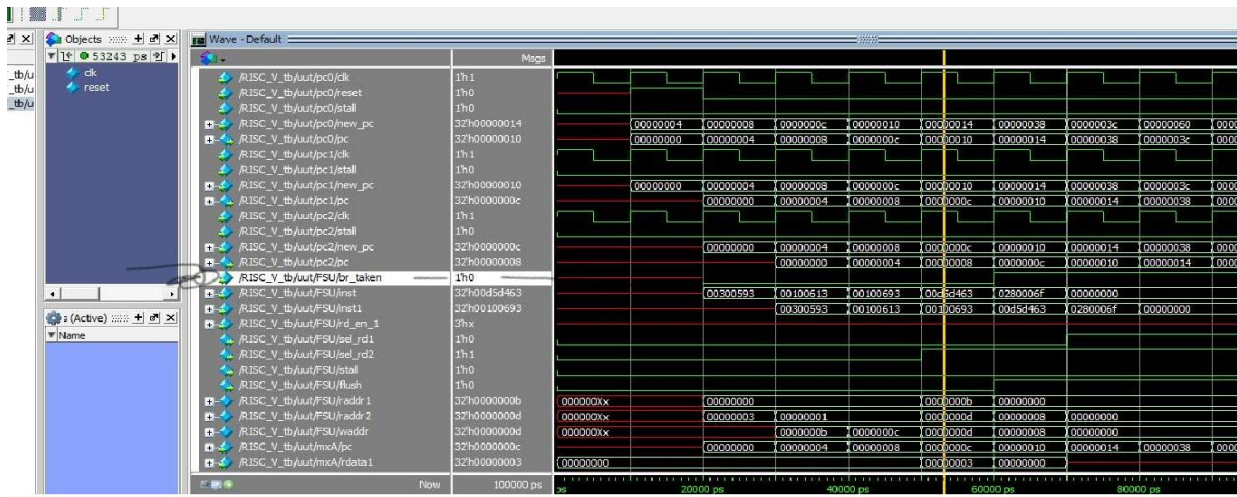 Objects
Wave - Default
53243 ps
Msgs
clk
reset
_tb/u
_tb/u
_tb/u
/RISC_V_tb/uut/pc0/clk 1'h1
/RISC_V_tb/uut/pc0/reset 1'h0
/RISC_V_tb/uut/pc0/stall 1'h0
/RISC_V_tb/uut/pc0/new_pc 32'h00000014 00000004 00000008 0000000c 00000010 00000014 00000038 0000003c 00000060 0000
/RISC_V_tb/uut/pc0/pc 32'h00000010 00000000 00000004 00000008 0000000c 00000010 00000014 00000038 0000003c 0000
/RISC_V_tb/uut/pc1/clk 1'h1
/RISC_V_tb/uut/pc1/stall 1'h0
/RISC_V_tb/uut/pc1/new_pc 32'h00000010 00000000 00000004 00000008 0000000c 00000010 00000014 00000038 0000003c 0000
/RISC_V_tb/uut/pc1/pc 32'h0000000c 00000000 00000004 00000008 0000000c 00000010 00000014 00000038 0000
/RISC_V_tb/uut/pc2/clk 1'h1
/RISC_V_tb/uut/pc2/stall 1'h0
/RISC_V_tb/uut/pc2/new_pc 32'h0000000c 00000000 00000004 00000008 0000000c 00000010 00000014 00000038 0000
/RISC_V_tb/uut/pc2/pc 32'h00000008 00000000 00000004 00000008 0000000c 00000010 00000014 0000
/RISC_V_tb/uut/FSU/br_taken 1'h0
/RISC_V_tb/uut/FSU/inst 32'h00d5d463 00300593 00100613 00100693 00d5d463 0280006f 00000000
/RISC_V_tb/uut/FSU/inst1 32'h00100693 00300593 00100613 00100693 00d5d463 0280006f 00000000
/RISC_V_tb/uut/FSU/rd_en_1 3'hx
/RISC_V_tb/uut/FSU/sel_rd1 1'h0
/RISC_V_tb/uut/FSU/sel_rd2 1'h1
/RISC_V_tb/uut/FSU/stall 1'h0
/RISC_V_tb/uut/FSU/flush 1'h0
/RISC_V_tb/uut/FSU/raddr1 32'h0000000b 000000Xx 00000000 0000000b 00000000
/RISC_V_tb/uut/FSU/raddr2 32'h0000000d 000000Xx 00000003 00000001 0000000d 00000008 00000000
/RISC_V_tb/uut/FSU/waddr 32'h0000000d 000000Xx 0000000b 0000000c 0000000d 00000008 00000000
/RISC_V_tb/uut/mxA/pc 32'h0000000c 00000000 00000004 00000008 0000000c 00000010 00000014 00000038 0000
/RISC_V_tb/uut/mxA/rdata1 32'h00000003 00000000 00000003 00000000
(Active)
Name
Now 100000 ps
ps 20000 ps 40000 ps 60000 ps 80000 ps